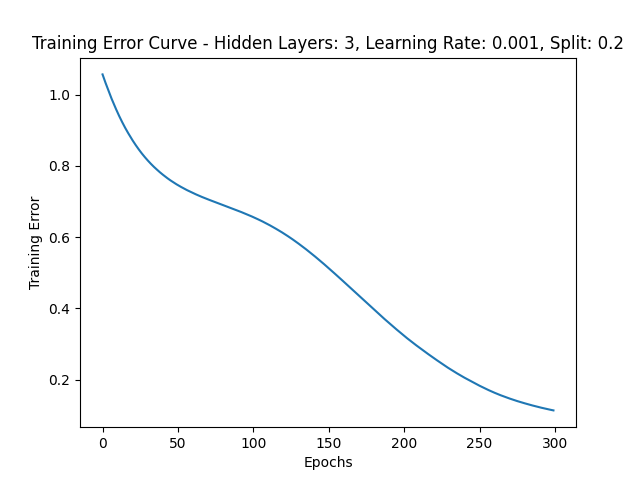 Training Error Curve - Hidden Layers: 3, Learning Rate: 0.001, Split: 0.2
1.0
0.8
0.6
0.4
0.2
Training Error
0 50 100 150 200 250 300
Epochs